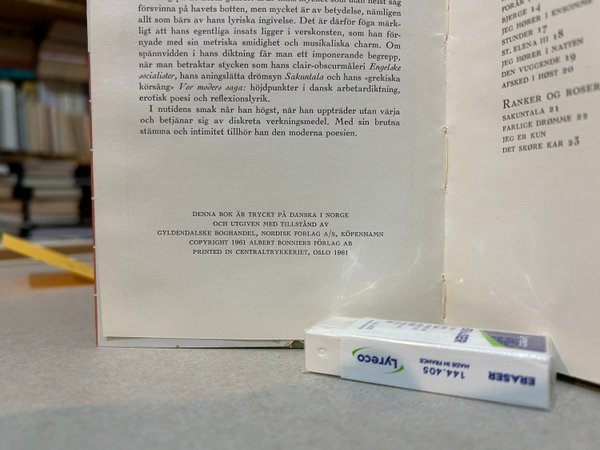 försvinna på havets botten, men mycket av betydelse, nämligen
allt som bärs av hans lyriska ingivelse. Det är därför föga märk-
ligt att hans egentliga insats ligger i verskonsten, som han för-
nyade med sin metriska smidighet och musikaliska charm. Om
spännvidden i hans diktning får man ett imponerande begrepp,
när man betraktar stycken som hans clair-obscurmåleri Engelske
socialister, hans aningslätta drömsyn Sakuntala och hans «grekiska
körsång» Vor moders saga: höjdpunkter i dansk arbetardiktning,
erotisk poesi och reflexionslyrik.
I nutidens smak når han högst, när han uppträder utan värja
och betjänar sig av diskreta verkningsmedel. Med sin brutna
stämma och intimitet tillhör han den moderna poesien.
DENNA BOK ÄR TRYCKT PÅ DANSKA I NORGE
OCH UTGIVEN MED TILLSTÅND AV
GYLDENDALSKE BOGHANDEL, NORDISK FORLAG A/S, KÖPENHAMN
COPYRIGHT 1961 ALBERT BONNIERS FÖRLAG AB
PRINTED IN CENTRALTRYKKERIET, OSLO 1961
BJERGE 14
JEG HØRER I ENSOMME
STUNDER 17
ST. ELENA III 18
JEG HØRER I NATTEN
DEN VUGGENDE 19
AFSKED I HØST 20
RANKER OG ROSER
SAKUNTALA 21
FARLIGE DRØMME 22
JEG ER KUN
DET SKØRE KAR 23
ERASER
MADE IN FRANCE
144.405
Lyreco